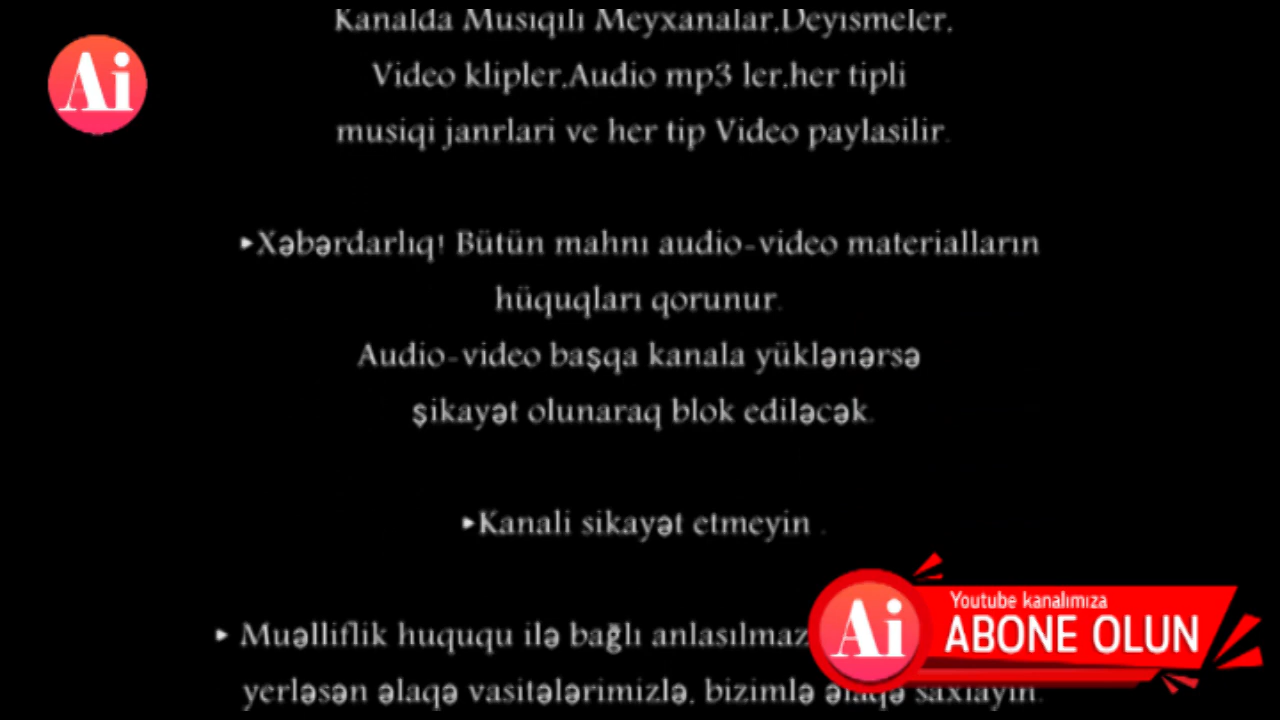 Ai
Kanalda Musiqili Meyxanalar.Deyismeler.
Video klipler.Audio mp3 ler.her tipli
musiqi janrlari ve her tip Video paylasilir.
▸Xəbərdarlıq! Bütün mahnı audio-video materialların
hüquqları qorunur.
Audio-video başqa kanala yüklənərsə
şikayət olunaraq blok ediləcək.
▸Kanali sikayət etmeyin .
▸ Muəlliflik huququ ilə bağlı anlasılmaz
yerləsən əlaqə vasitələrimizlə. bizimlə əlaqə saxlayın.
Ai
Youtube kanalımıza
ABONE OLUN